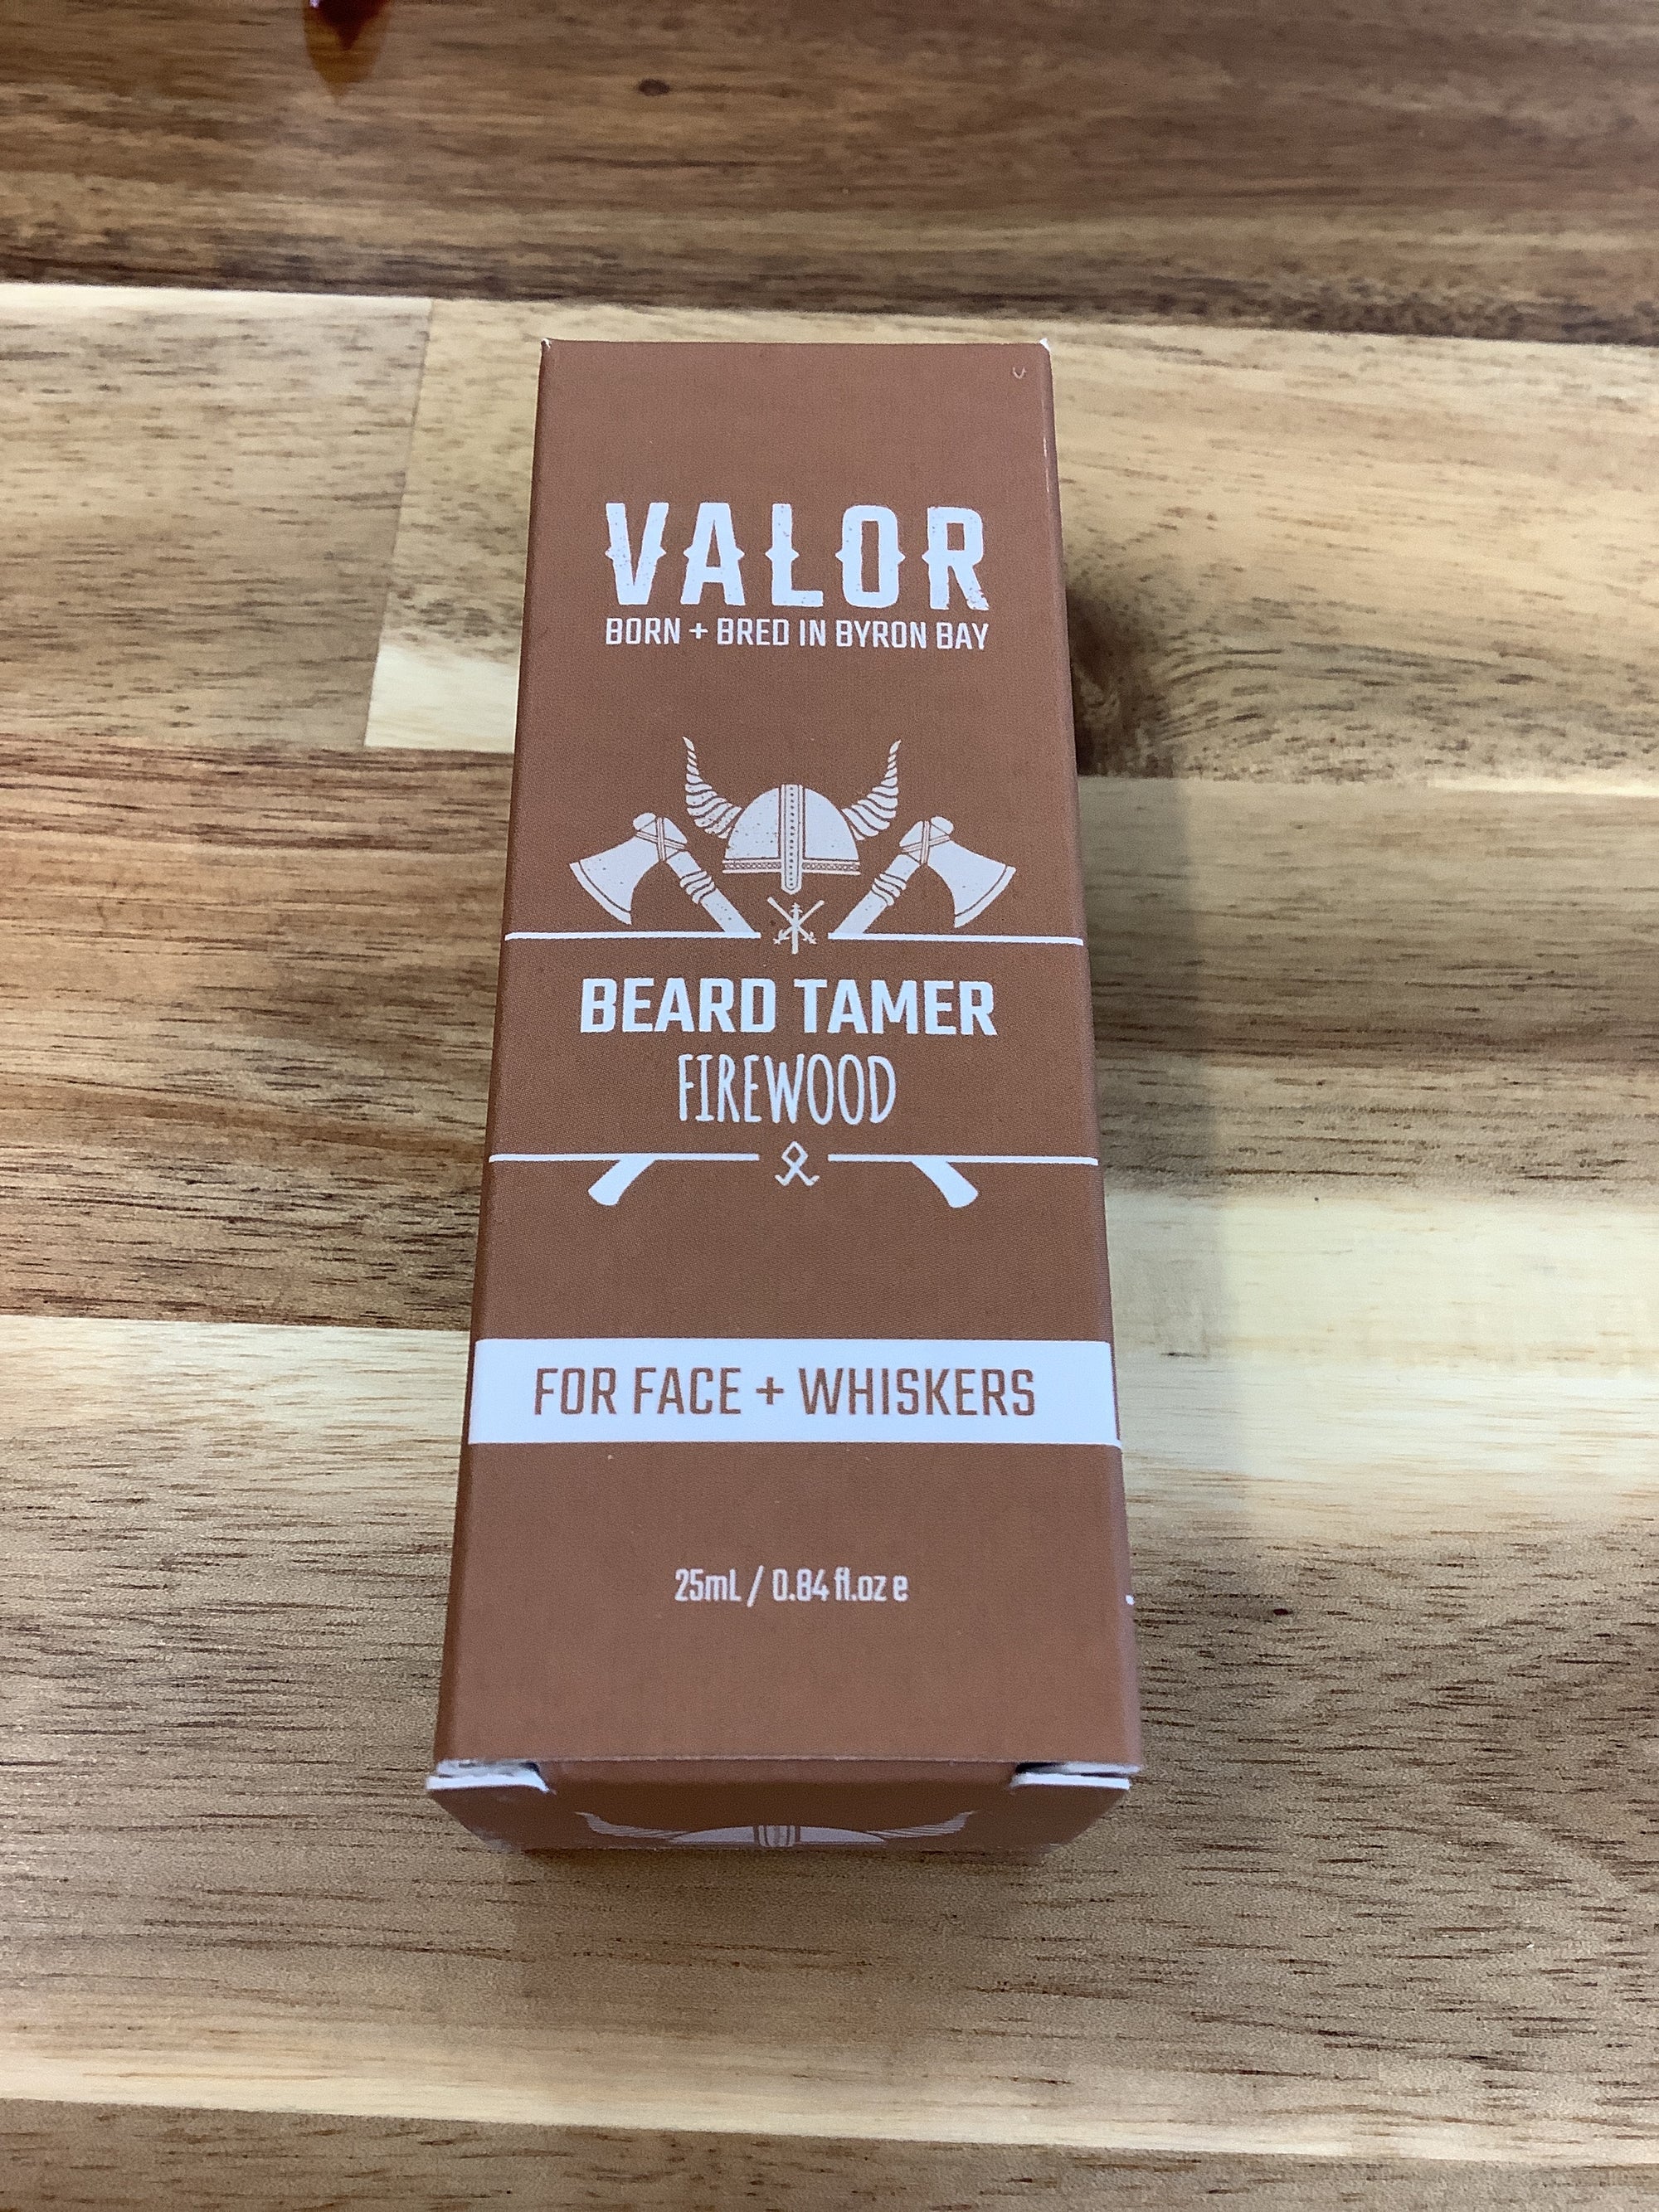 VALOR
BORN + BRED IN BYRON BAY
BEARD TAMER
FIREWOOD
FOR FACE + WHISKERS
25mL / 0.84 fl.oz e